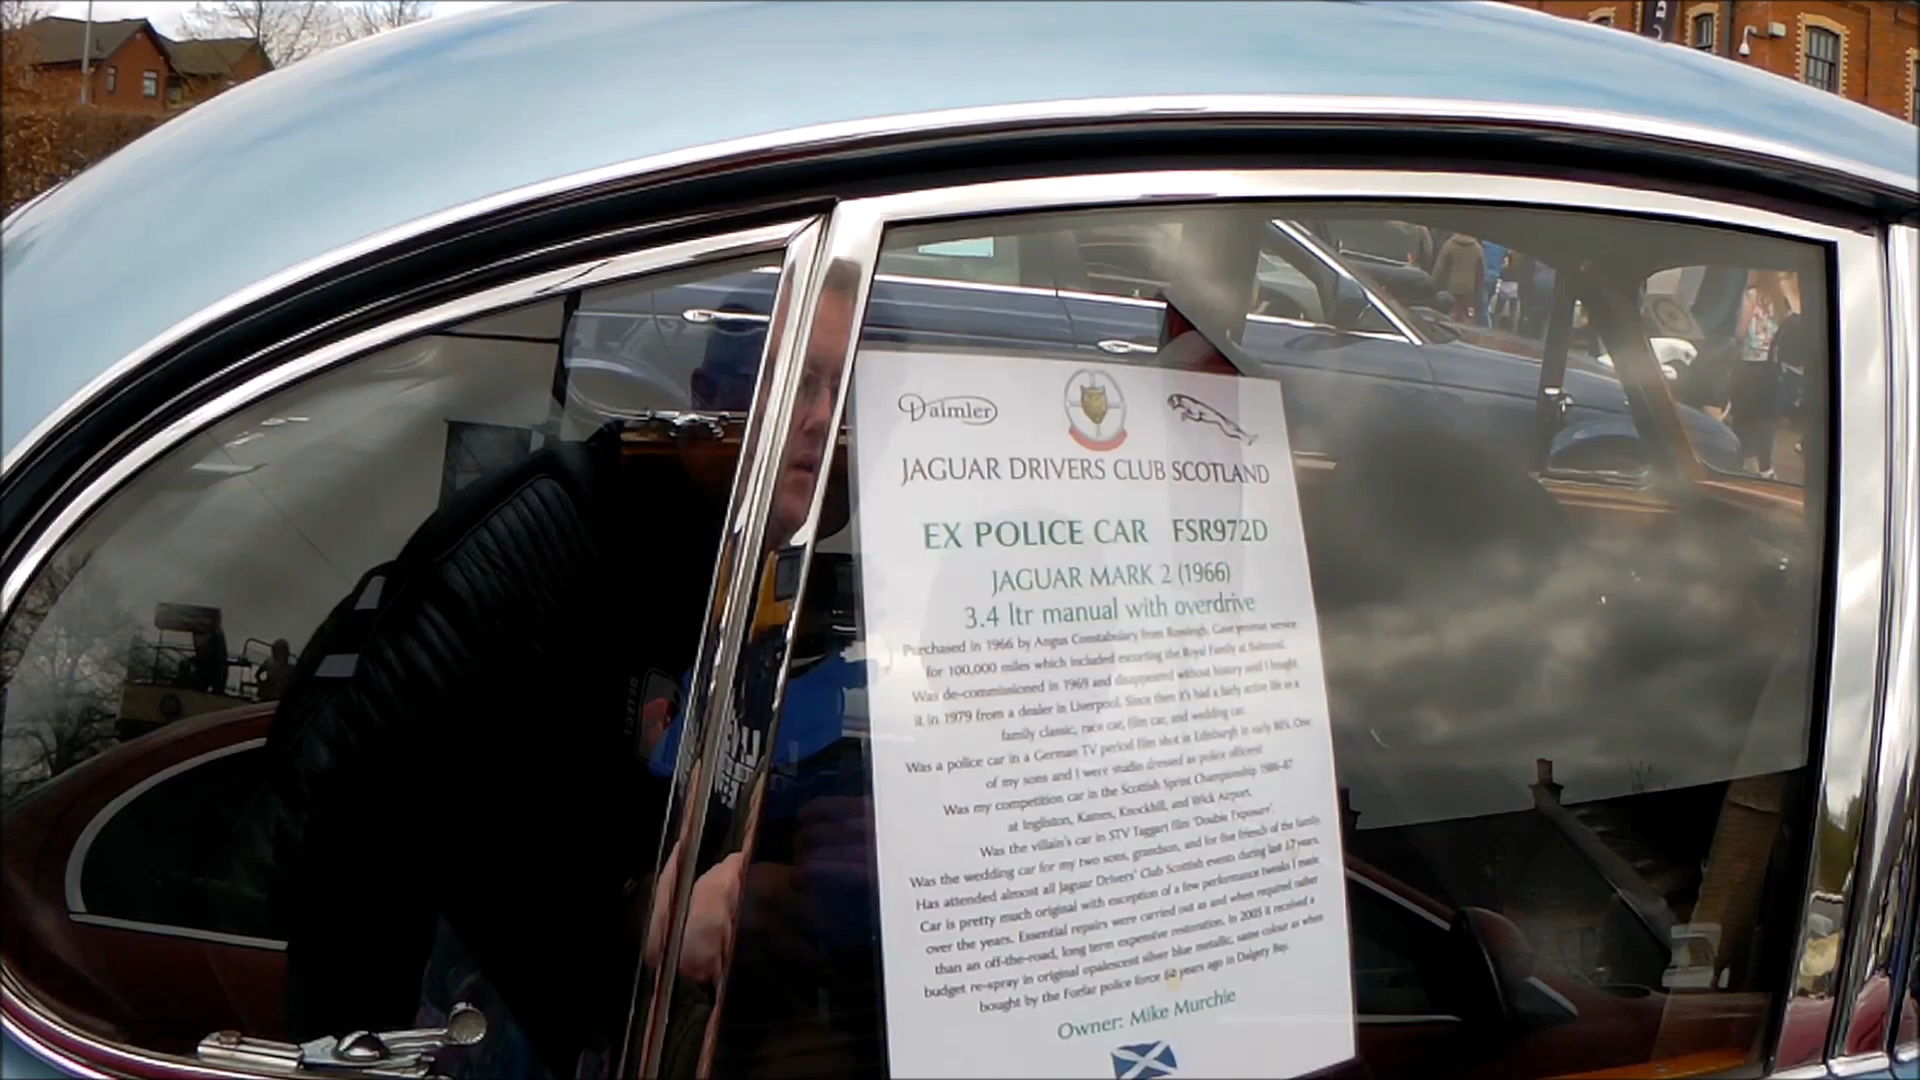 Daimler
JAGUAR DRIVERS CLUB SCOTLAND
EX POLICE CAR FSR972D
JAGUAR MARK 2 (1966)
3.4 ltr manual with overdrive
Purchased in 1966 by Angus Constabulary from Rossleigh. Gave prompt service
for 100,000 miles which included escorting the Royal Family at Balmoral.
Was de-commissioned in 1969 and disappeared without history until I bought
it in 1979 from a dealer in Liverpool. Since then it's had a fairly active life as a
family classic, race car, film car, and wedding car.
Was a police car in a German TV period film shot in Edinburgh in early 80's. One
of my sons and I were studio dressed as police officers!
Was my competition car in the Scottish Sprint Championship 1986-87
at Ingliston, Kames, Knockhill, and Wick Airport.
Was the villain's car in STV Taggart film 'Double Exposure'.
Was the wedding car for my two sons, grandson, and for five friends of the family.
Has attended almost all Jaguar Drivers' Club Scottish events during last 17 years.
Car is pretty much original with exception of a few performance tweaks I made
over the years. Essential repairs were carried out as and when required rather
than an off-the-road, long term expensive restoration. In 2005 it received a
budget re-spray in original opalescent silver blue metallic, same colour as when
bought by the Forfar police force 60 years ago in Dalgety Bay.
Owner: Mike Murchie